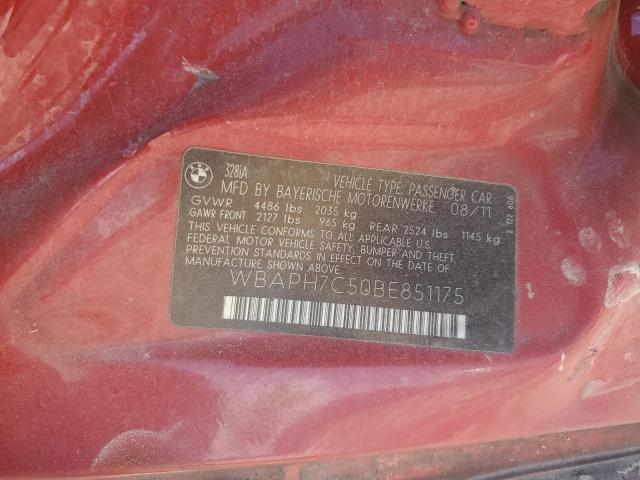 BMW
328iA
VEHICLE TYPE: PASSENGER CAR
MFD BY BAYERISCHE MOTORENWERKE 08/11
GVWR 4486 lbs 2035 kg
GAWR FRONT 2127 lbs 965 kg REAR 2524 lbs 1145 kg
THIS VEHICLE CONFORMS TO ALL APPLICABLE U.S.
FEDERAL MOTOR VEHICLE SAFETY, BUMPER AND THEFT
PREVENTION STANDARDS IN EFFECT ON THE DATE OF
MANUFACTURE SHOWN ABOVE.
WBAPH7C50BE851175